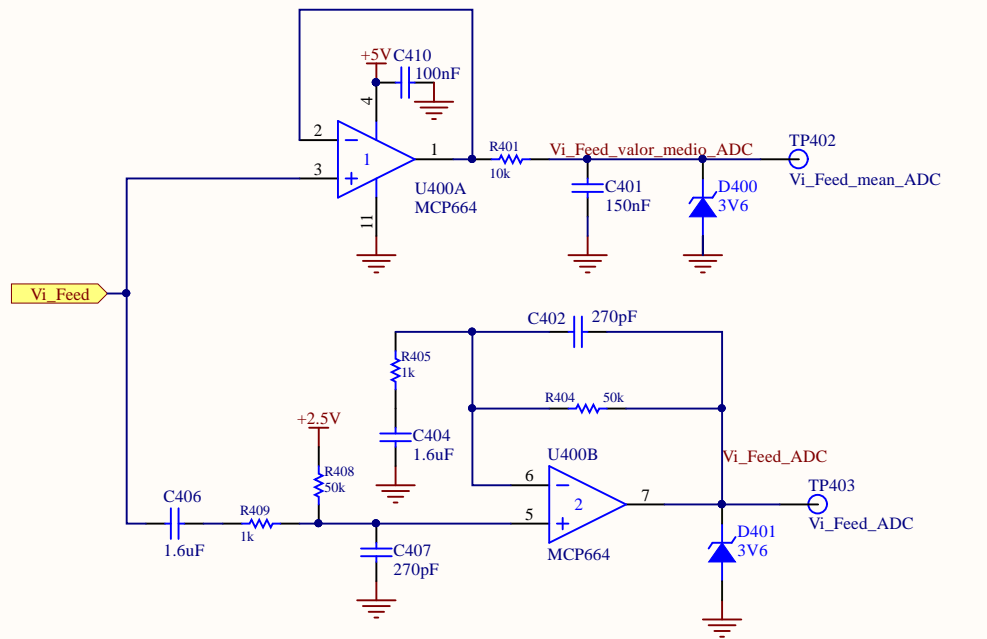 +5V
C410
100nF
4
2
3
1
1
11
U400A
MCP664
R401
10k
Vi_Feed_valor_medio_ADC
C401
150nF
D400
3V6
TP402
Vi_Feed_mean_ADC
Vi_Feed
C402
270pF
R405
1k
R404
50k
C404
1.6uF
+2.5V
R408
50k
U400B
6
5
2
7
MCP664
Vi_Feed_ADC
TP403
Vi_Feed_ADC
D401
3V6
C406
1.6uF
R409
1k
C407
270pF